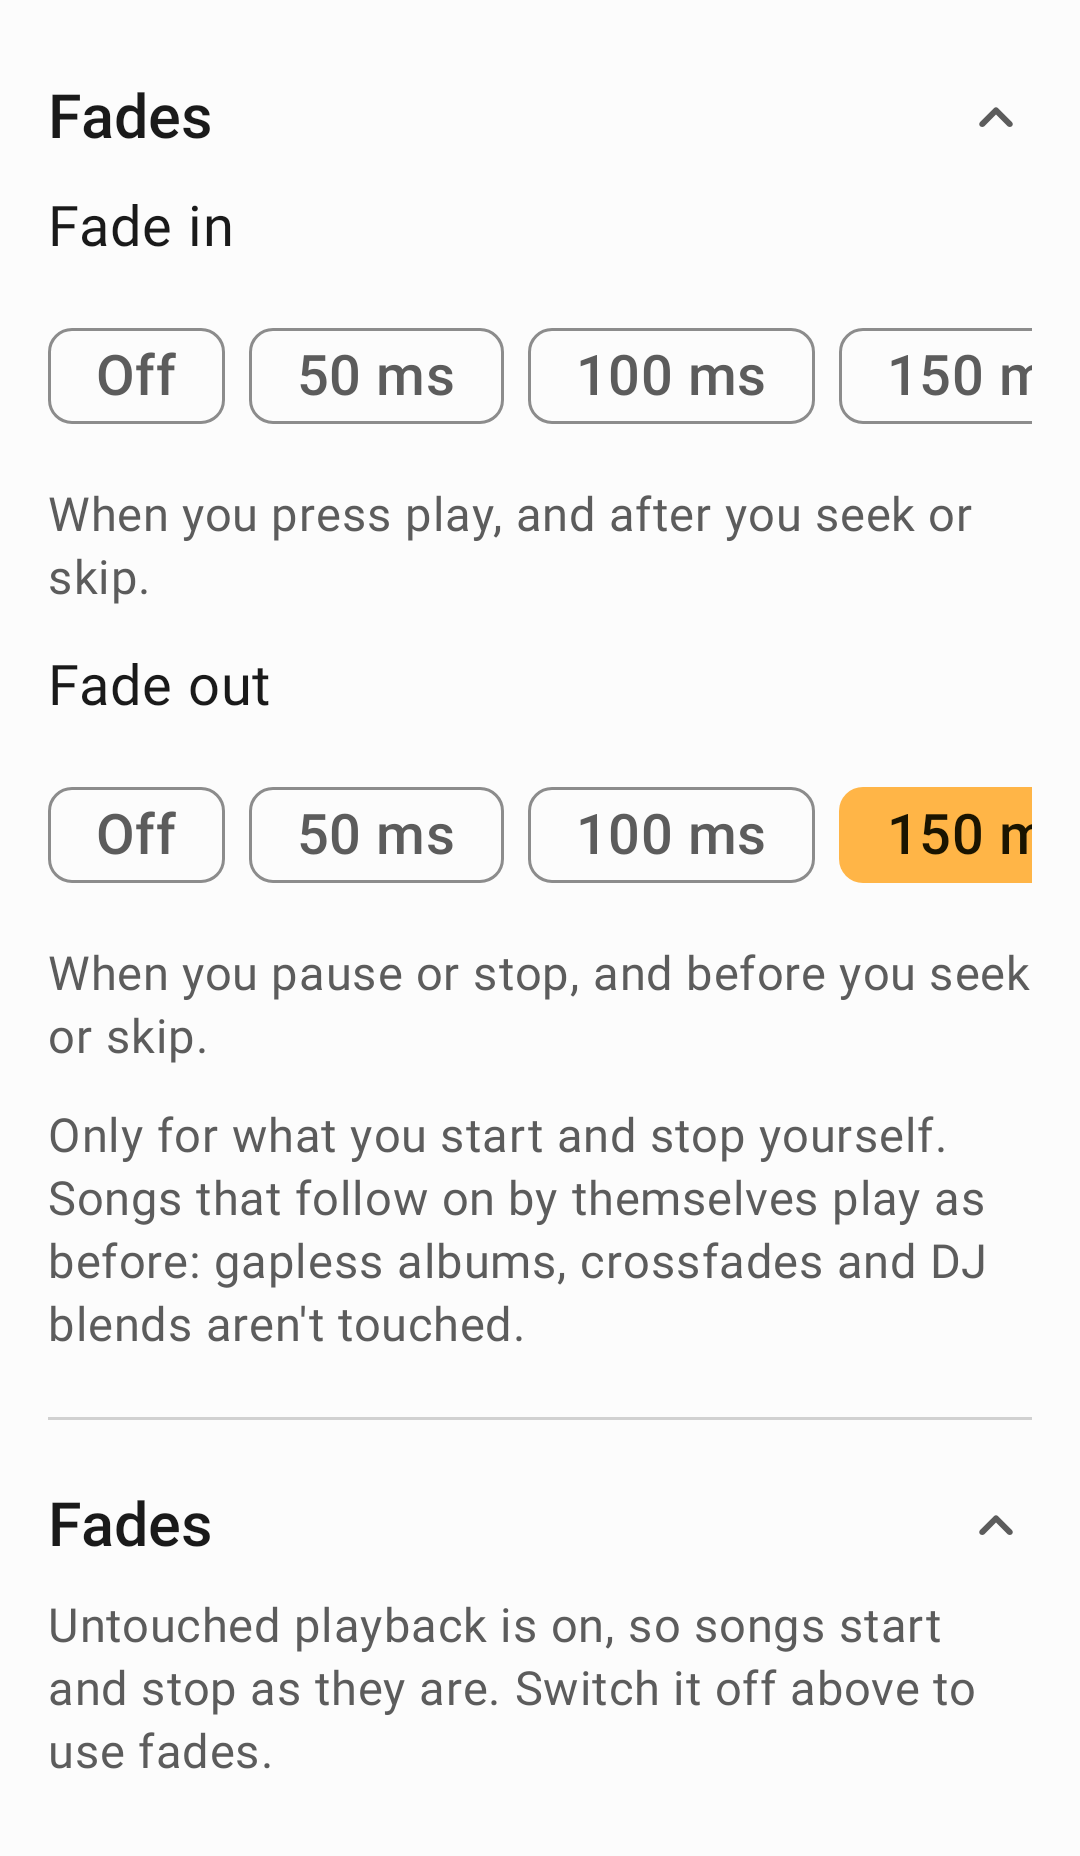 Fades
Fade in
Off 50 ms 100 ms 150 m
When you press play, and after you seek or
skip.
Fade out
Off 50 ms 100 ms 150 m
When you pause or stop, and before you seek
or skip.
Only for what you start and stop yourself.
Songs that follow on by themselves play as
before: gapless albums, crossfades and DJ
blends aren't touched.
Fades
Untouched playback is on, so songs start
and stop as they are. Switch it off above to
use fades.